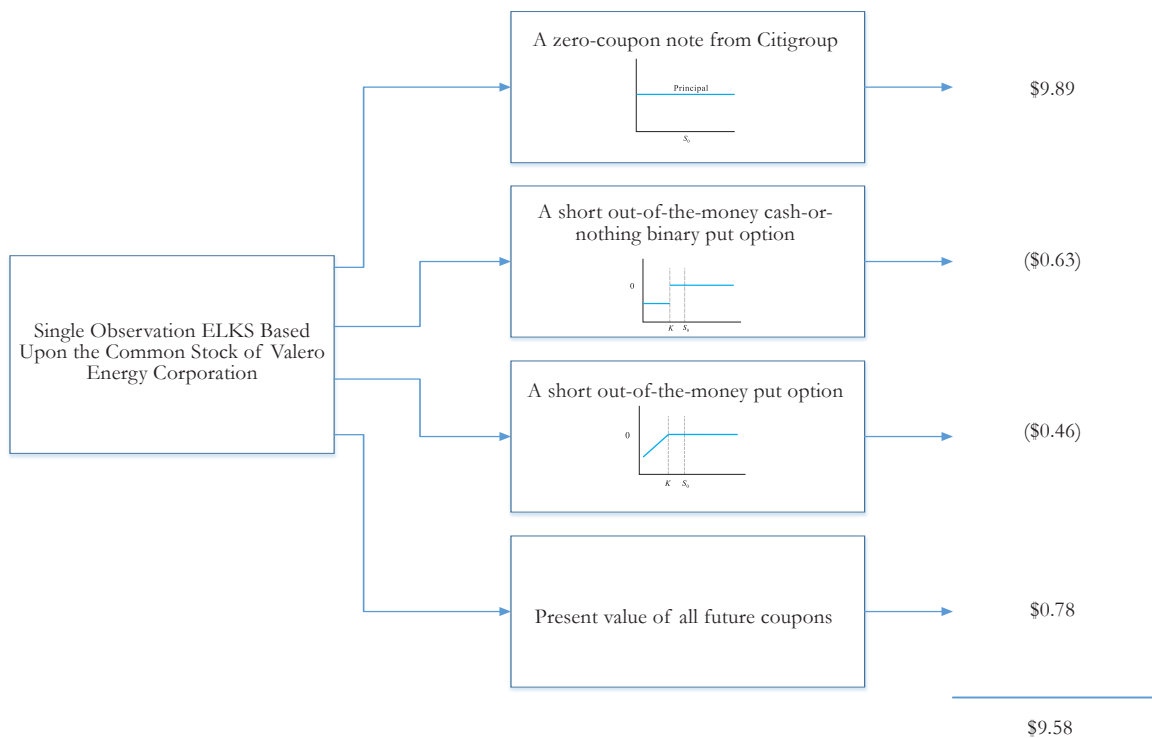 A zero-coupon note from Citigroup
Principal
S₀
$9.89
A short out-of-the-money cash-or-
nothing binary put option
0
K S₀
($0.63)
Single Observation ELKS Based
Upon the Common Stock of Valero
Energy Corporation
A short out-of-the-money put option
0
K S₀
($0.46)
Present value of all future coupons
$0.78
$9.58